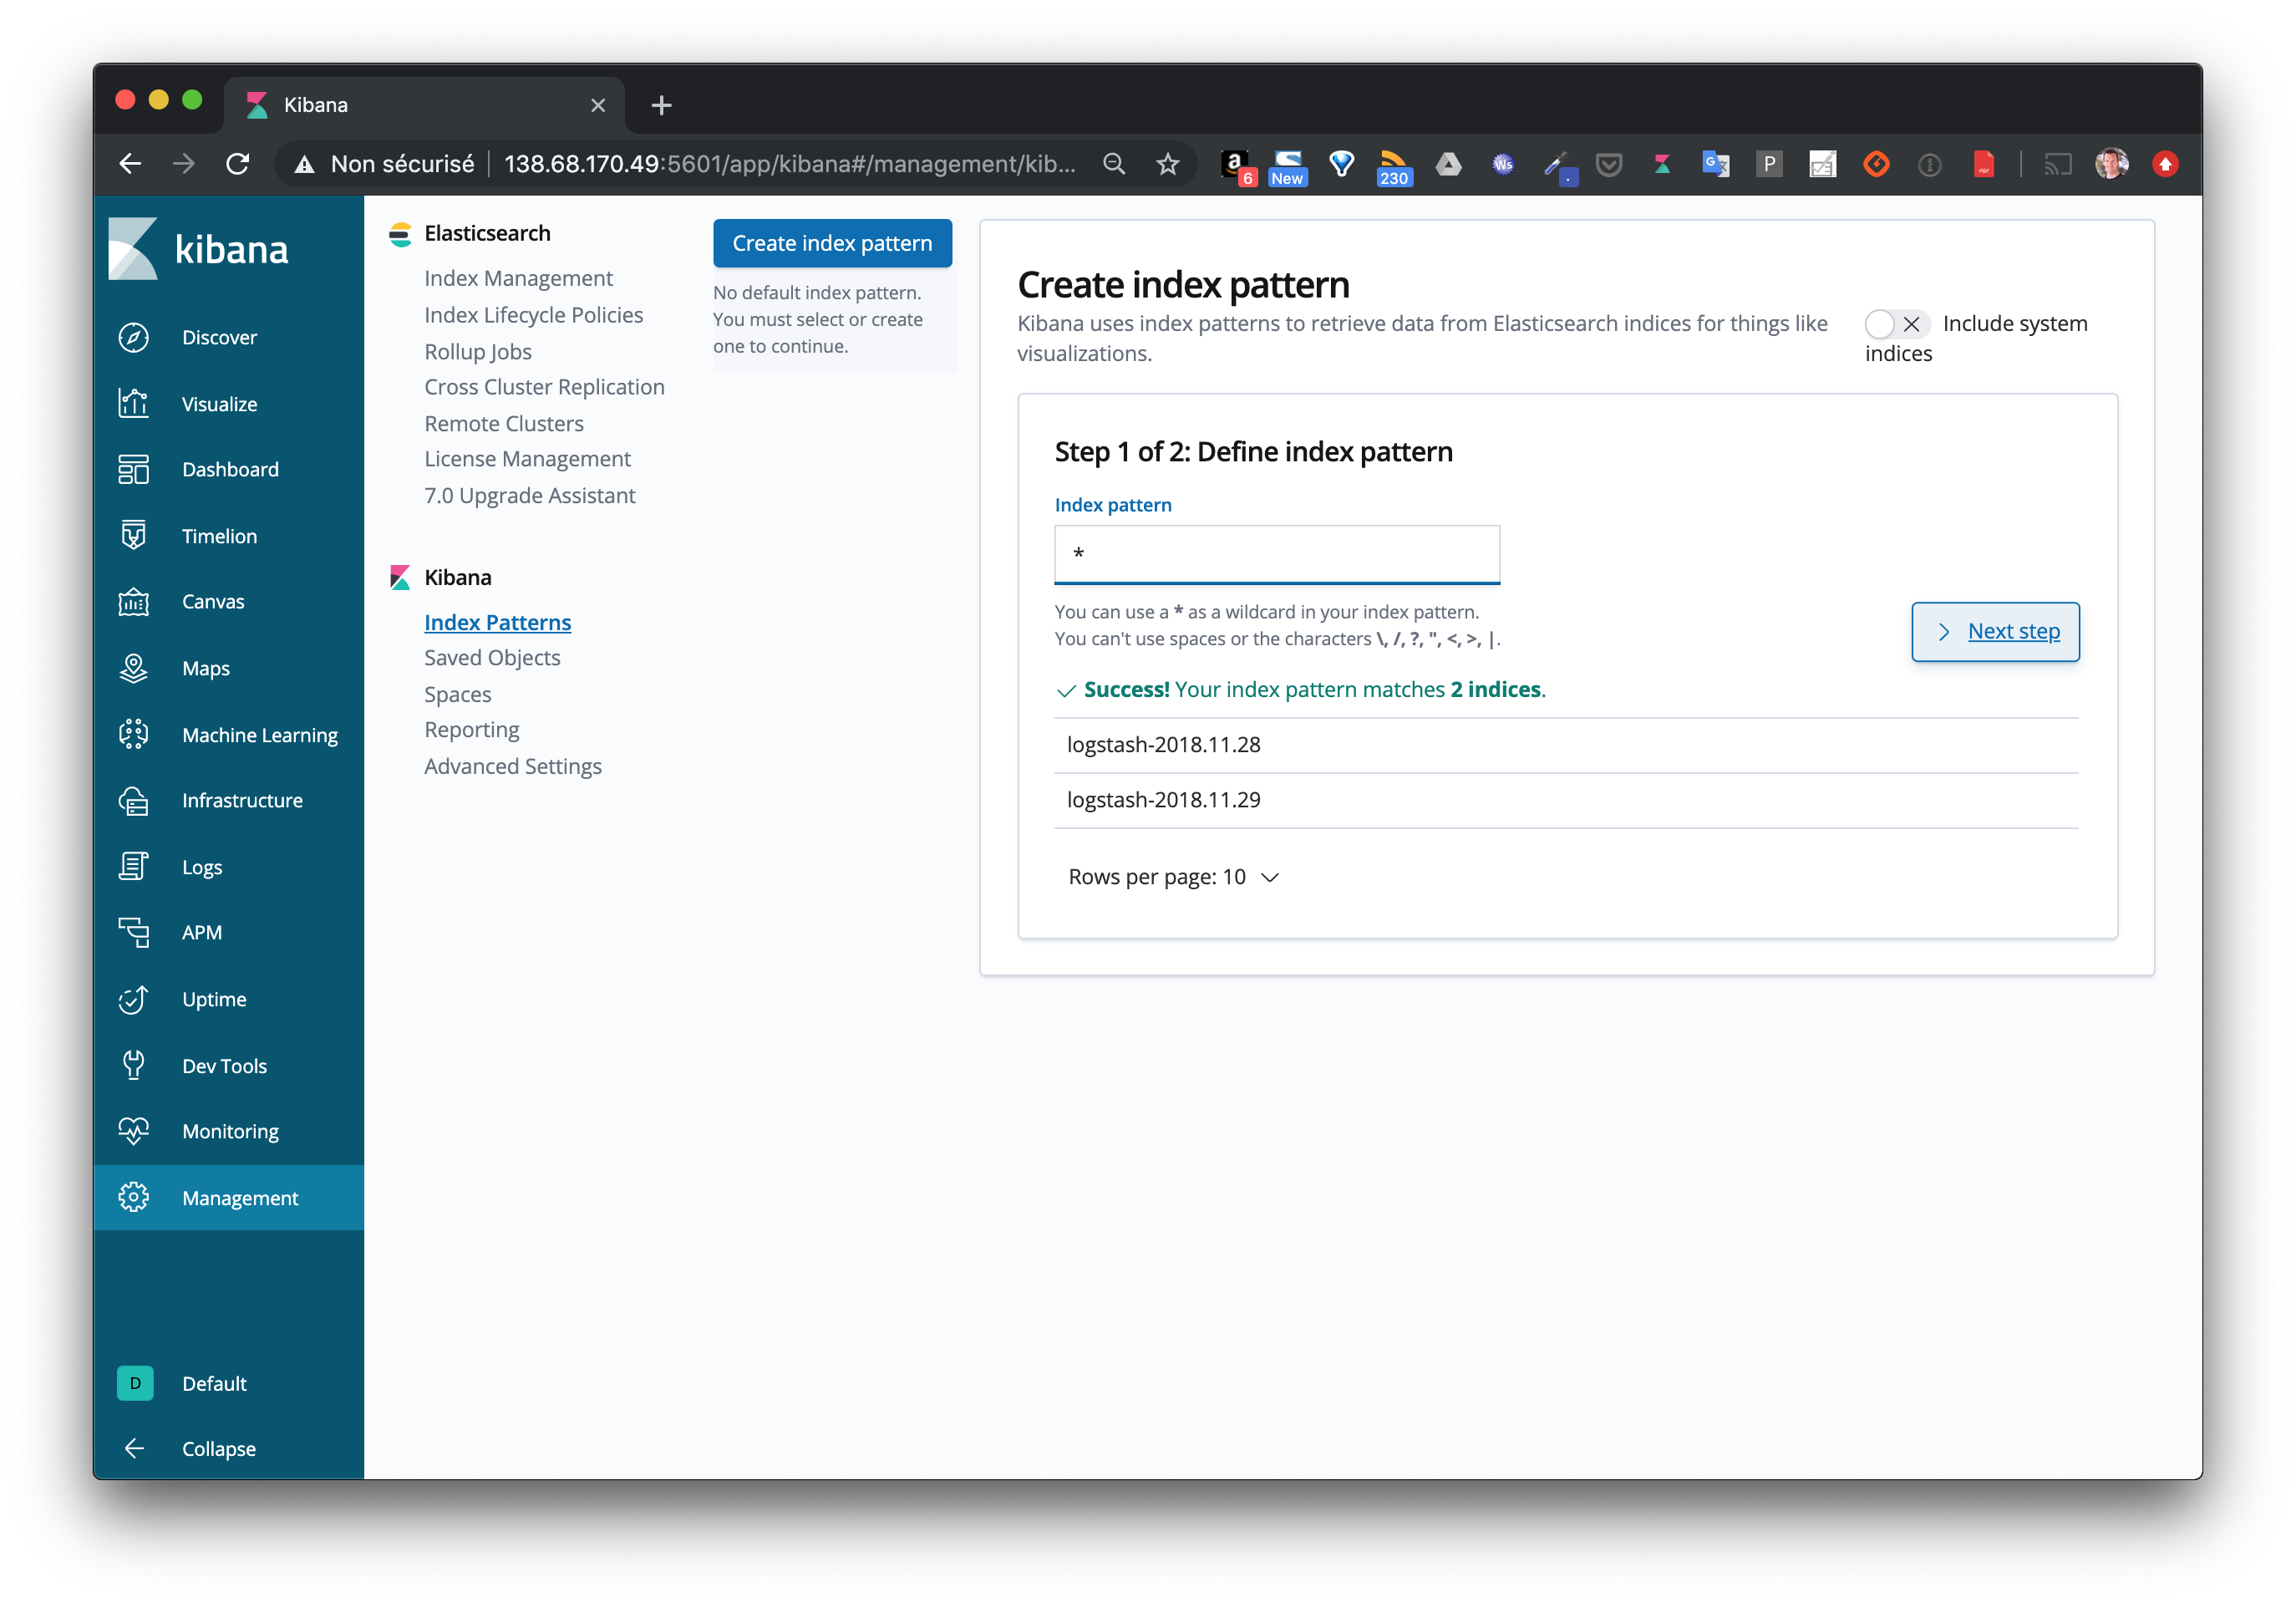 Kibana
Non sécurisé
138.68.170.49:5601/app/kibana#/management/kib...
a
6
New
230
Ws
.
G
P
kibana
Discover
Visualize
Dashboard
Timelion
Canvas
Maps
Machine Learning
Infrastructure
Logs
APM
Uptime
Dev Tools
Monitoring
Management
D
Default
Collapse
Elasticsearch
Index Management
Index Lifecycle Policies
Rollup Jobs
Cross Cluster Replication
Remote Clusters
License Management
7.0 Upgrade Assistant
Kibana
Index Patterns
Saved Objects
Spaces
Reporting
Advanced Settings
Create index pattern
No default index pattern.
You must select or create
one to continue.
Create index pattern
Kibana uses index patterns to retrieve data from Elasticsearch indices for things like
visualizations.
Include system
indices
Step 1 of 2: Define index pattern
Index pattern
*
You can use a * as a wildcard in your index pattern.
You can't use spaces or the characters \, /, ?, ", <, >, |.
Next step
Success! Your index pattern matches 2 indices.
logstash-2018.11.28
logstash-2018.11.29
Rows per page: 10